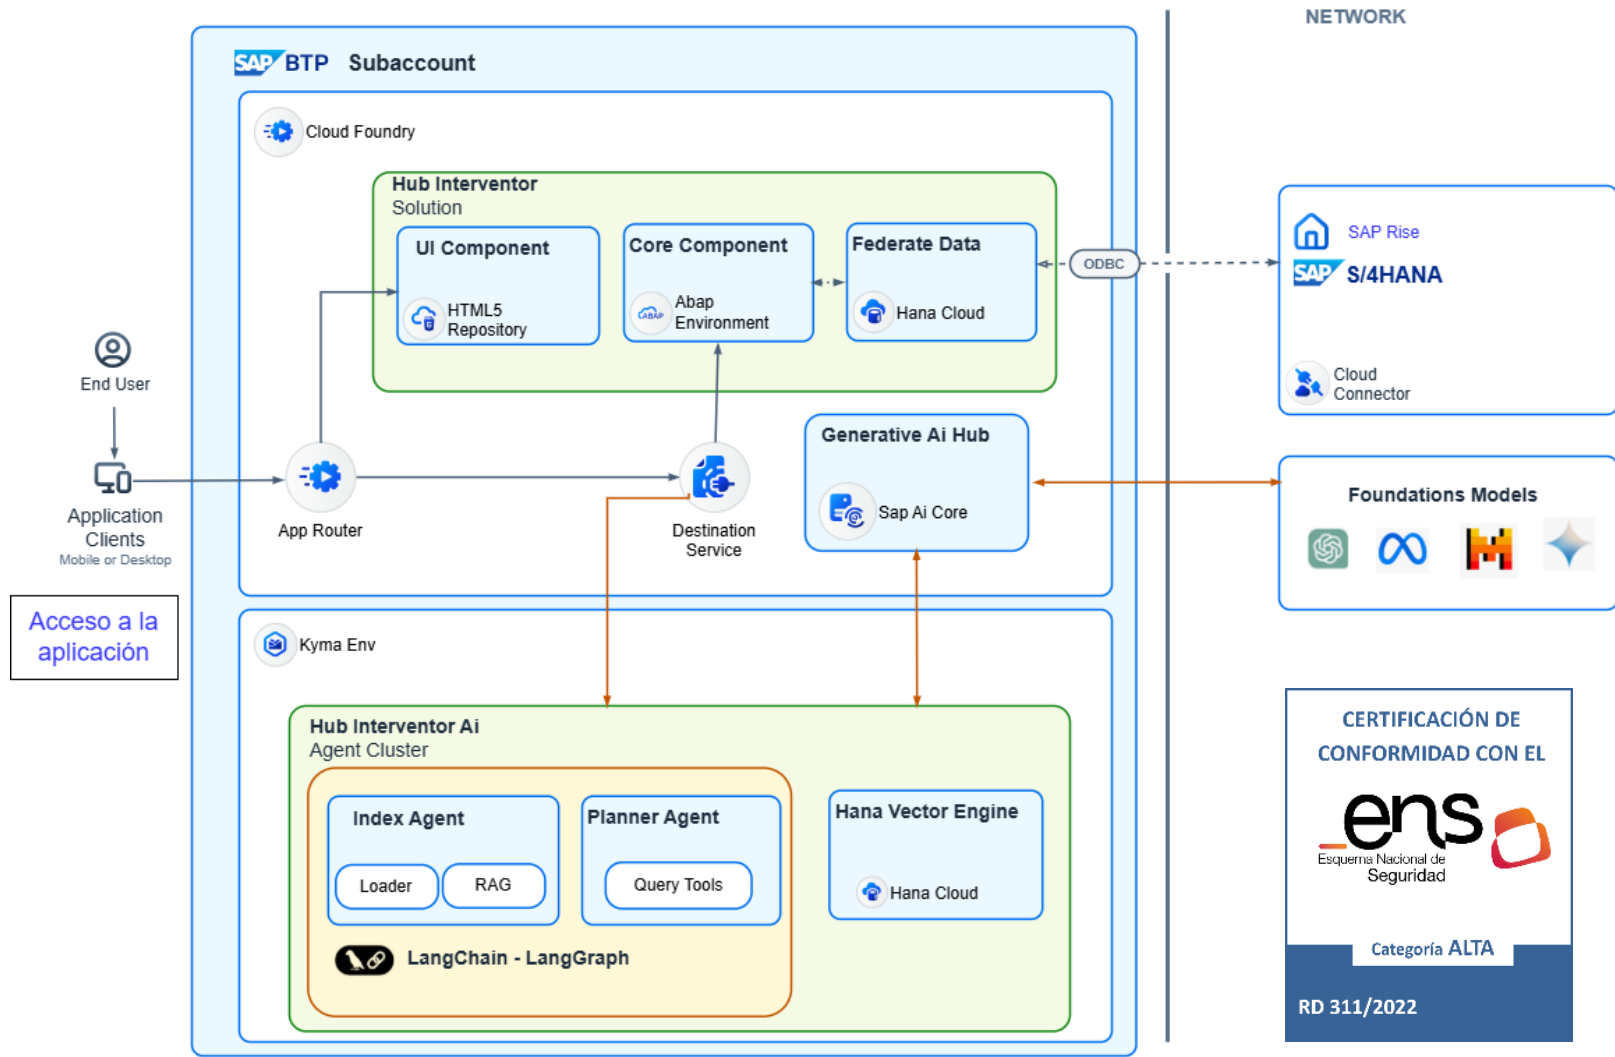 NETWORK
SAP BTP Subaccount
Cloud Foundry
Hub Interventor
Solution
UI Component
HTML5
Repository
Core Component
Abap
Environment
Federate Data
Hana Cloud
ODBC
SAP Rise
SAP S/4HANA
Cloud
Connector
End User
Application
Clients
Mobile or Desktop
App Router
Destination
Service
Generative Ai Hub
Sap Ai Core
Foundations Models
Acceso a la
aplicación
Kyma Env
Hub Interventor Ai
Agent Cluster
Index Agent
Loader
RAG
Planner Agent
Query Tools
LangChain - LangGraph
Hana Vector Engine
Hana Cloud
CERTIFICACIÓN DE
CONFORMIDAD CON EL
ens
Esquema Nacional de
Seguridad
Categoría ALTA
RD 311/2022
ABAP